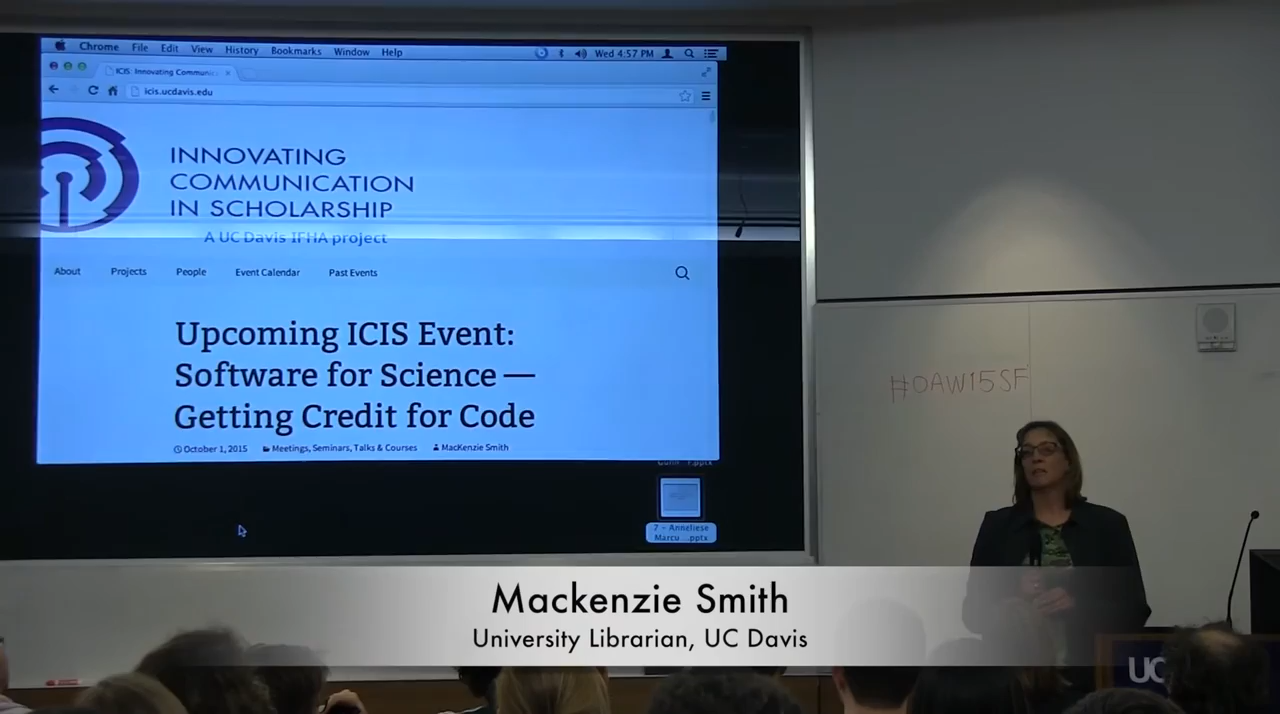 Chrome File Edit View History Bookmarks Window Help Wed 4:57 PM
ICIS: Innovating Communic
icis.ucdavis.edu
INNOVATING
COMMUNICATION
IN SCHOLARSHIP
A UC Davis IFHA project
About Projects People Event Calendar Past Events
Upcoming ICIS Event:
Software for Science —
Getting Credit for Code
October 1, 2015 Meetings, Seminars, Talks & Courses MacKenzie Smith
#OAW15SF
7 - Anneliese
Marcu ...pptx
Mackenzie Smith
University Librarian, UC Davis
UC